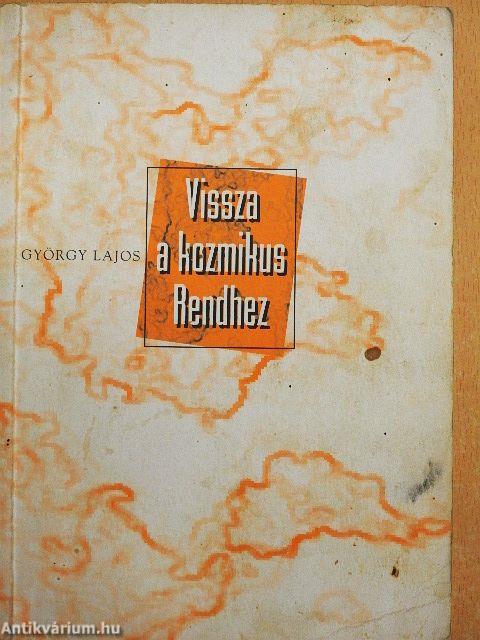 Vissza
a kozmikus
Rendhez
GYÖRGY LAJOS
Antikvárium.hu